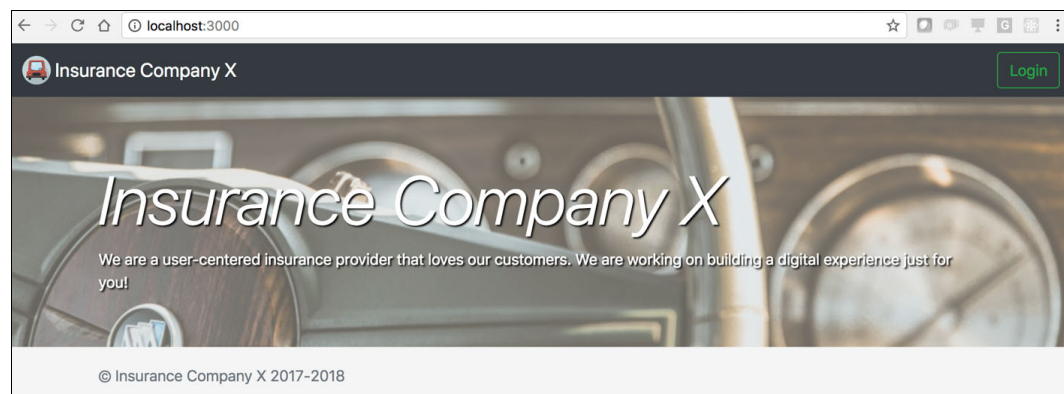 localhost:3000
G
Insurance Company X
Login
Insurance Company X
We are a user-centered insurance provider that loves our customers. We are working on building a digital experience just for
you!
© Insurance Company X 2017-2018